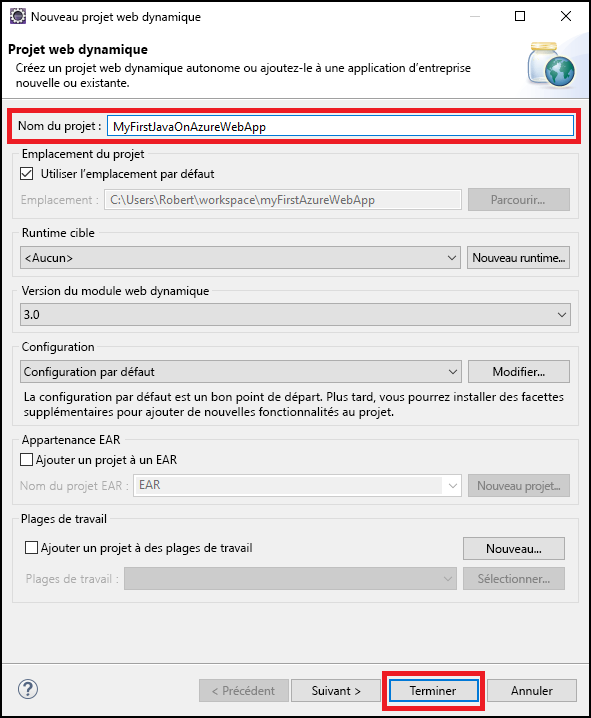 Nouveau projet web dynamique
Projet web dynamique
Créez un projet web dynamique autonome ou ajoutez-le à une application d'entreprise
nouvelle ou existante.
Nom du projet : MyFirstJavaOnAzureWebApp
Emplacement du projet
Utiliser l'emplacement par défaut
Emplacement : C:\Users\Robert\workspace\myFirstAzureWebApp Parcourir...
Runtime cible
<Aucun> Nouveau runtime...
Version du module web dynamique
3.0
Configuration
Configuration par défaut Modifier...
La configuration par défaut est un bon point de départ. Plus tard, vous pourrez installer des facettes
supplémentaires pour ajouter de nouvelles fonctionnalités au projet.
Appartenance EAR
Ajouter un projet à un EAR
Nom du projet EAR : EAR Nouveau projet...
Plages de travail
Ajouter un projet à des plages de travail Nouveau...
Plages de travail : Sélectionner...
? < Précédent Suivant > Terminer Annuler